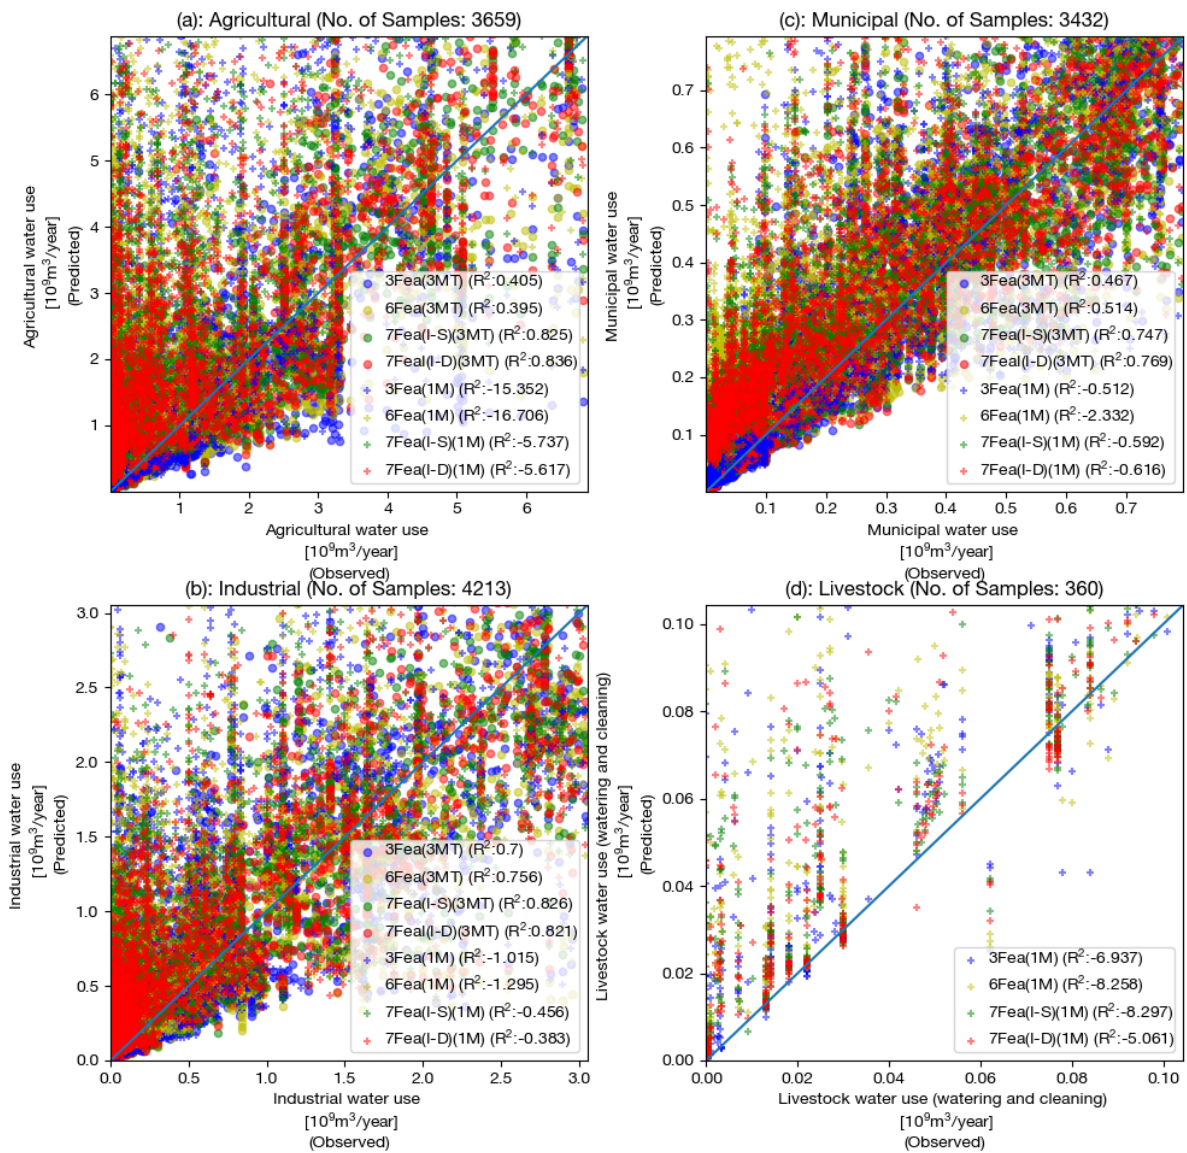 (a): Agricultural (No. of Samples: 3659)
6
5
4
3
2
1
Agricultural water use
[10⁹m³/year]
(Predicted)
3Fea(3MT) (R²:0.405)
6Fea(3MT) (R²:0.395)
7Fea(I-S)(3MT) (R²:0.825)
7FeaI(I-D)(3MT) (R²:0.836)
3Fea(1M) (R²:-15.352)
6Fea(1M) (R²:-16.706)
7Fea(I-S)(1M) (R²:-5.737)
7Fea(I-D)(1M) (R²:-5.617)
1 2 3 4 5 6
Agricultural water use
[10⁹m³/year]
(Observed)
(c): Municipal (No. of Samples: 3432)
0.7
0.6
0.5
0.4
0.3
0.2
0.1
Municipal water use
[10⁹m³/year]
(Predicted)
3Fea(3MT) (R²:0.467)
6Fea(3MT) (R²:0.514)
7Fea(I-S)(3MT) (R²:0.747)
7FeaI(I-D)(3MT) (R²:0.769)
3Fea(1M) (R²:-0.512)
6Fea(1M) (R²:-2.332)
7Fea(I-S)(1M) (R²:-0.592)
7Fea(I-D)(1M) (R²:-0.616)
0.1 0.2 0.3 0.4 0.5 0.6 0.7
Municipal water use
[10⁹m³/year]
(Observed)
(b): Industrial (No. of Samples: 4213)
3.0
2.5
2.0
1.5
1.0
0.5
0.0
Industrial water use
[10⁹m³/year]
(Predicted)
3Fea(3MT) (R²:0.7)
6Fea(3MT) (R²:0.756)
7Fea(I-S)(3MT) (R²:0.826)
7FeaI(I-D)(3MT) (R²:0.821)
3Fea(1M) (R²:-1.015)
6Fea(1M) (R²:-1.295)
7Fea(I-S)(1M) (R²:-0.456)
7Fea(I-D)(1M) (R²:-0.383)
0.0 0.5 1.0 1.5 2.0 2.5 3.0
Industrial water use
[10⁹m³/year]
(Observed)
(d): Livestock (No. of Samples: 360)
0.10
0.08
0.06
0.04
0.02
0.00
Livestock water use (watering and cleaning)
[10⁹m³/year]
(Predicted)
3Fea(1M) (R²:-6.937)
6Fea(1M) (R²:-8.258)
7Fea(I-S)(1M) (R²:-8.297)
7Fea(I-D)(1M) (R²:-5.061)
0.00 0.02 0.04 0.06 0.08 0.10
Livestock water use (watering and cleaning)
[10⁹m³/year]
(Observed)